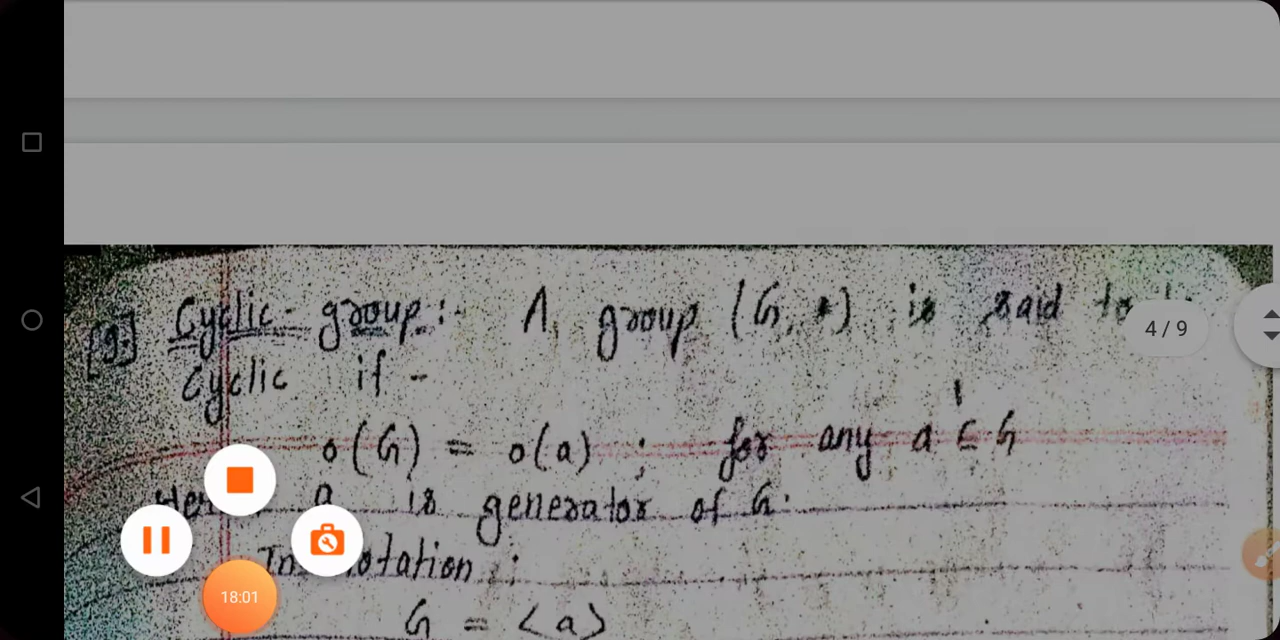 4 / 9
[9] Cyclic group :- A group (G, *) is said to
cyclic if -
o(G) = o(a) ; for any a ∈ G
a is generator of G.
In notation :
G = <a>
18:01